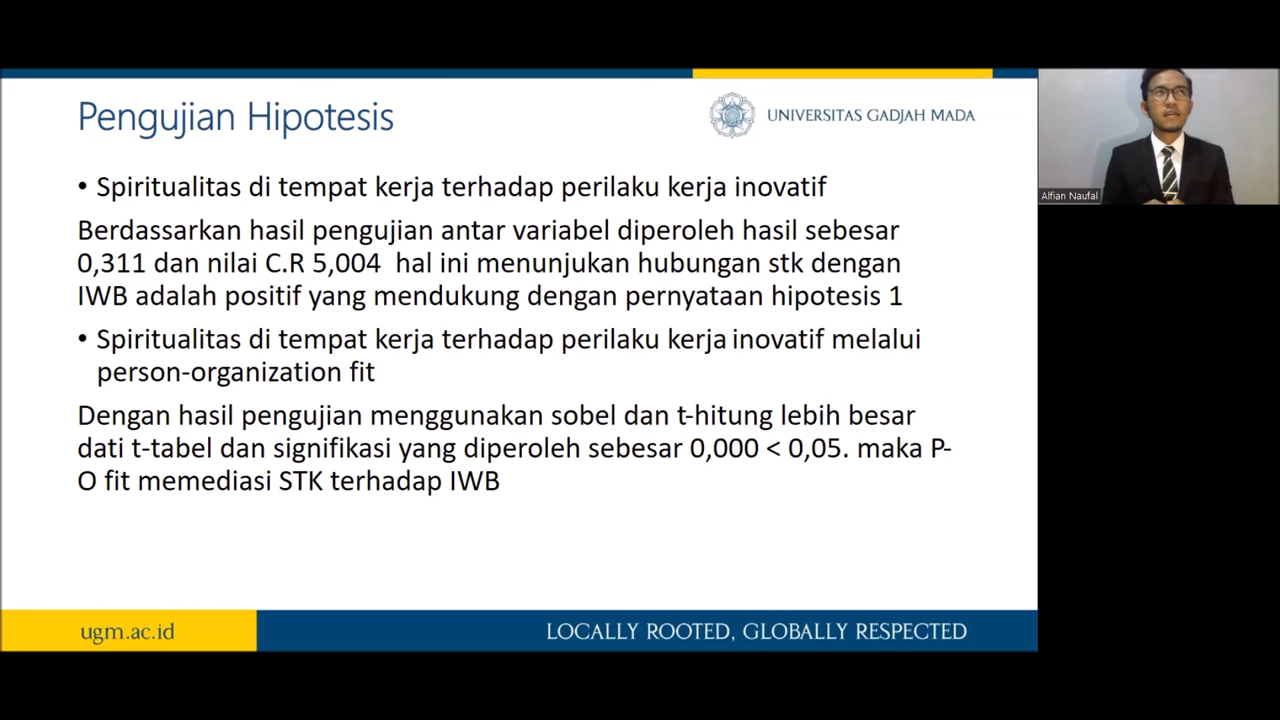 Pengujian Hipotesis
UNIVERSITAS GADJAH MADA
• Spiritualitas di tempat kerja terhadap perilaku kerja inovatif
Berdassarkan hasil pengujian antar variabel diperoleh hasil sebesar
0,311 dan nilai C.R 5,004 hal ini menunjukan hubungan stk dengan
IWB adalah positif yang mendukung dengan pernyataan hipotesis 1
• Spiritualitas di tempat kerja terhadap perilaku kerja inovatif melalui
person-organization fit
Dengan hasil pengujian menggunakan sobel dan t-hitung lebih besar
dati t-tabel dan signifikasi yang diperoleh sebesar 0,000 < 0,05. maka P-
O fit memediasi STK terhadap IWB
ugm.ac.id
LOCALLY ROOTED, GLOBALLY RESPECTED
Alfian Naufal